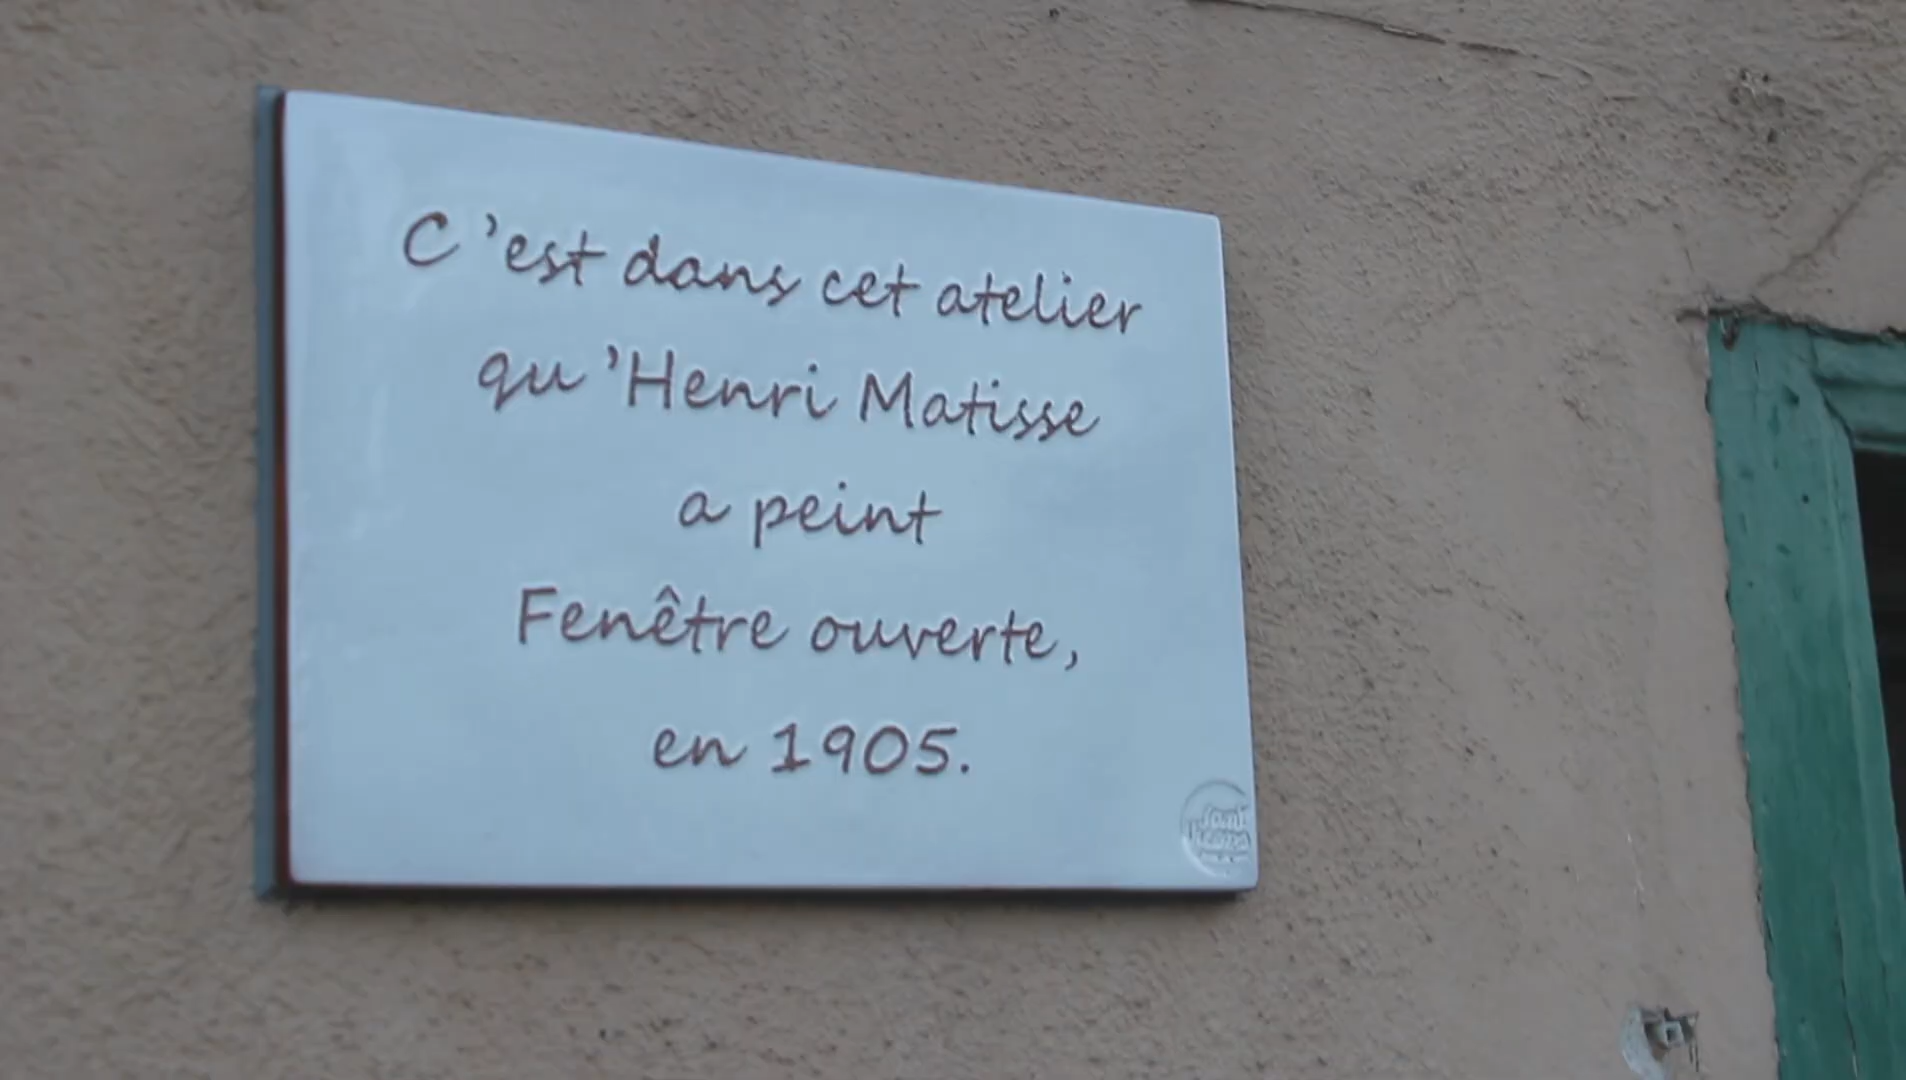 C'est dans cet atelier
qu'Henri Matisse
a peint
Fenêtre ouverte,
en 1905.